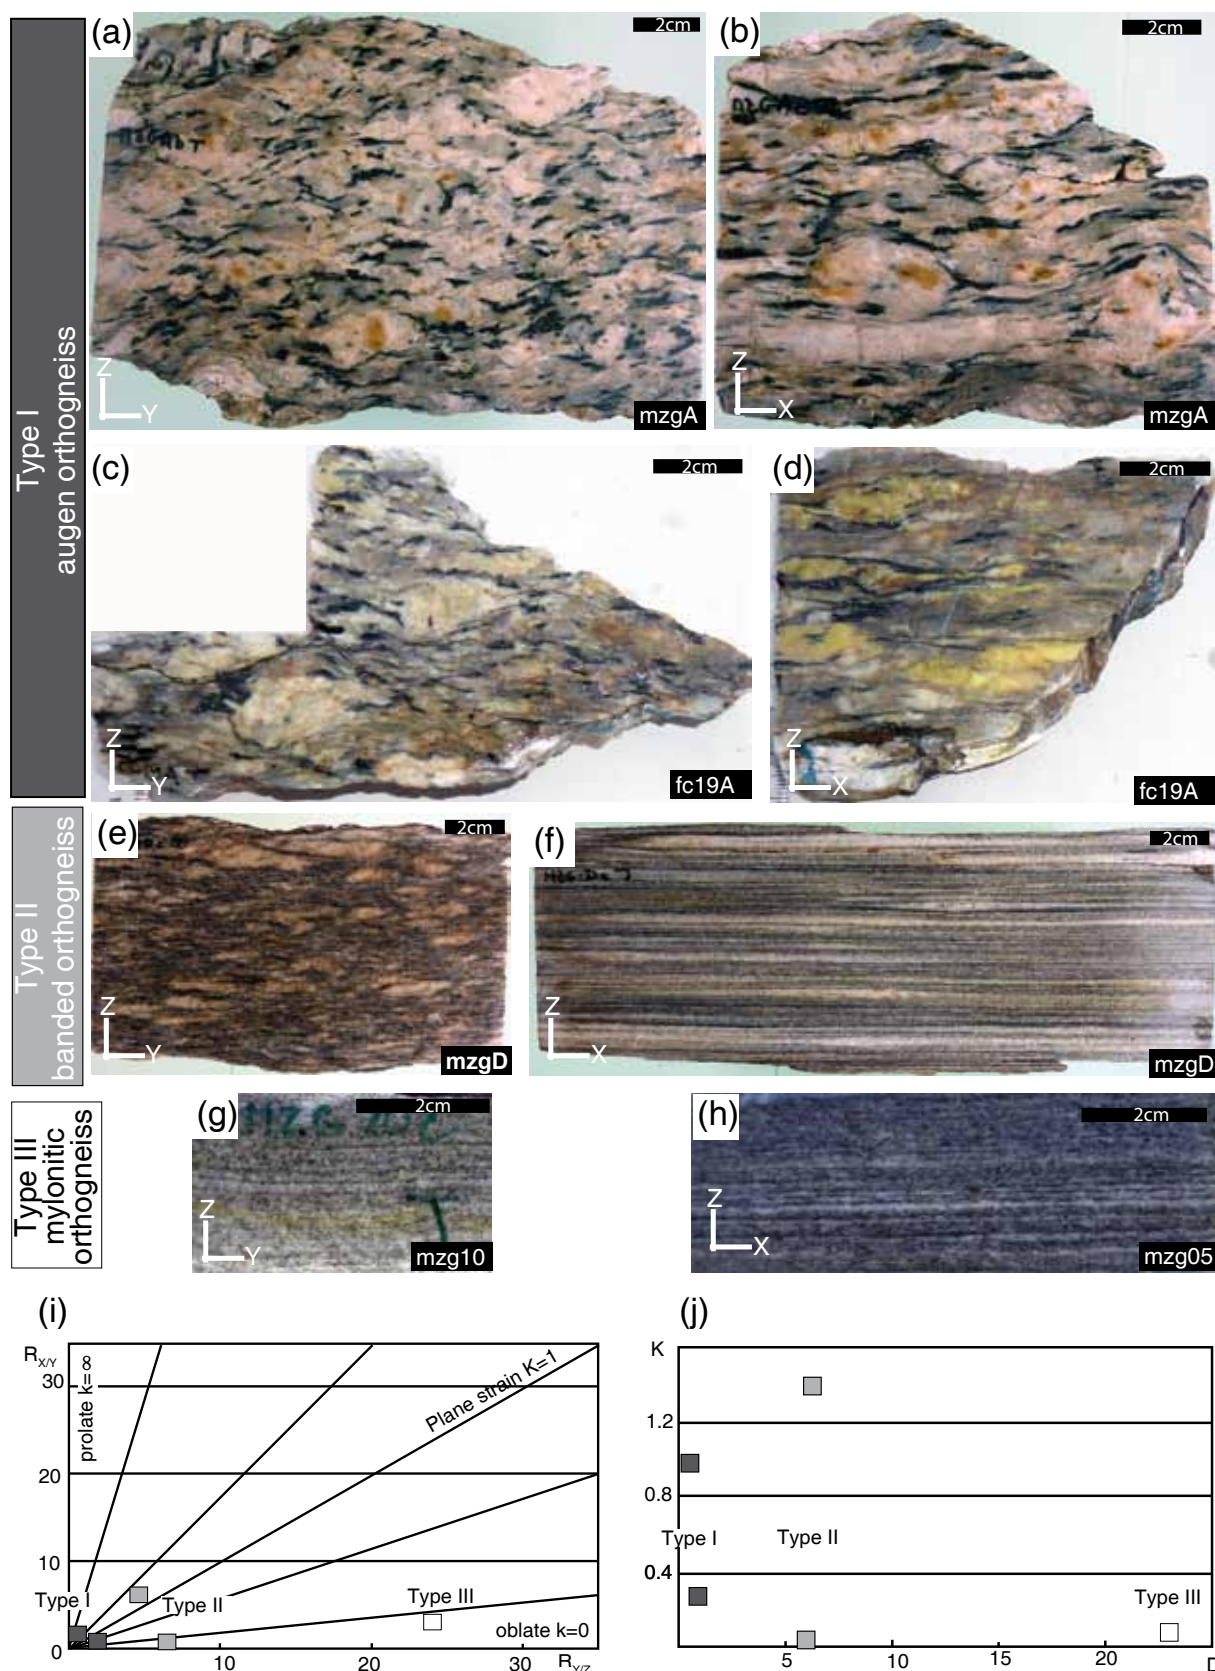 Type I
augen orthogneiss
(a)
2cm
Z
Y
mzgA
(b)
2cm
Z
X
mzgA
(c)
2cm
Z
Y
fc19A
(d)
2cm
Z
X
fc19A
Type II
banded orthogneiss
(e)
2cm
Z
Y
mzgD
(f)
2cm
Z
X
mzgD
Type III
mylonitic
orthogneiss
(g)
2cm
Z
Y
mzg10
(h)
2cm
Z
X
mzg05
(i)
RX/Y
30
20
10
0
prolate k=∞
Plane strain K=1
Type I
Type II
Type III
oblate k=0
10
20
30
RY/Z
(j)
K
1.2
0.8
0.4
0
Type I
Type II
Type III
5
10
15
20
D